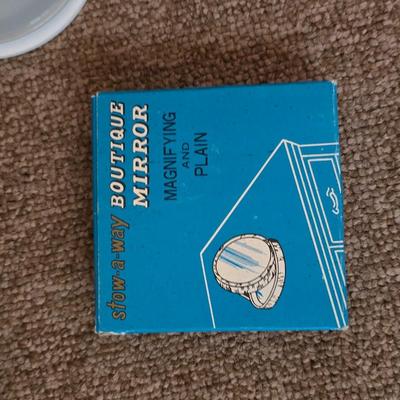 stow-a-way
BOUTIQUE
MIRROR
MAGNIFYING
AND
PLAIN